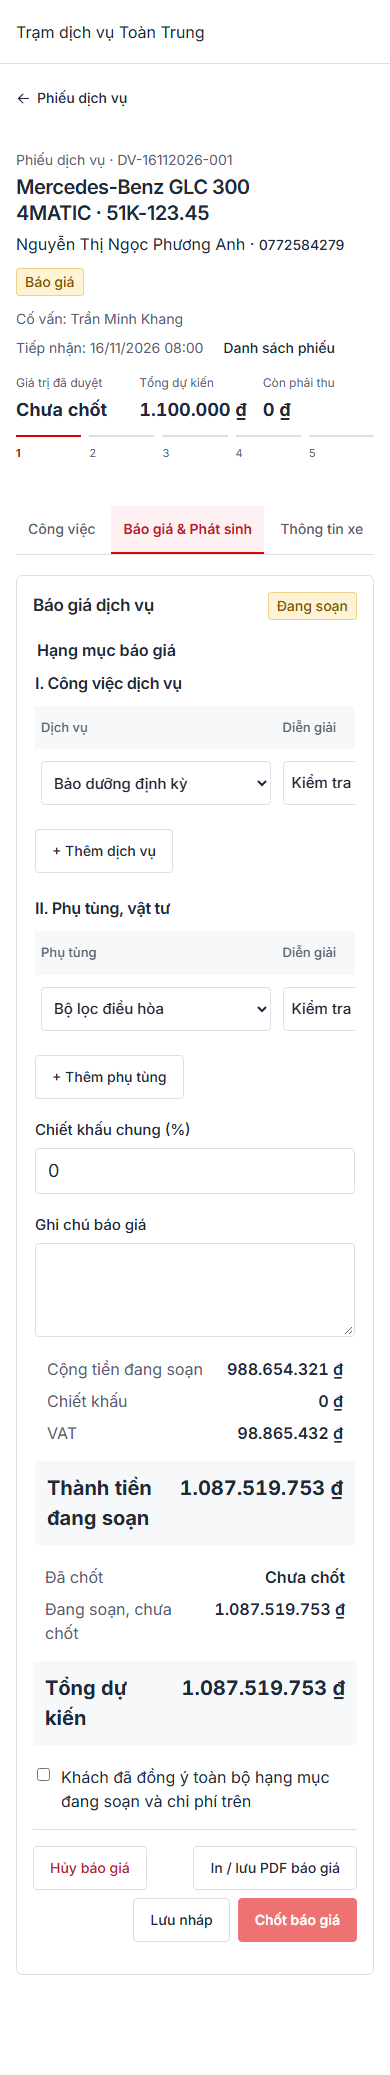 Trạm dịch vụ Toàn Trung
← Phiếu dịch vụ
Phiếu dịch vụ · DV-16112026-001
Mercedes-Benz GLC 300
4MATIC · 51K-123.45
Nguyễn Thị Ngọc Phương Anh · 0772584279
Báo giá
Cố vấn: Trần Minh Khang
Tiếp nhận: 16/11/2026 08:00 Danh sách phiếu
Giá trị đã duyệt Tổng dự kiến Còn phải thu
Chưa chốt 1.100.000 ₫ 0 ₫
1 2 3 4 5
Công việc Báo giá & Phát sinh Thông tin xe
Báo giá dịch vụ Đang soạn
Hạng mục báo giá
I. Công việc dịch vụ
Dịch vụ Diễn giải
Bảo dưỡng định kỳ Kiểm tra
+ Thêm dịch vụ
II. Phụ tùng, vật tư
Phụ tùng Diễn giải
Bộ lọc điều hòa Kiểm tra
+ Thêm phụ tùng
Chiết khấu chung (%)
0
Ghi chú báo giá
Cộng tiền đang soạn 988.654.321 ₫
Chiết khấu 0 ₫
VAT 98.865.432 ₫
Thành tiền 1.087.519.753 ₫
đang soạn
Đã chốt Chưa chốt
Đang soạn, chưa 1.087.519.753 ₫
chốt
Tổng dự 1.087.519.753 ₫
kiến
Khách đã đồng ý toàn bộ hạng mục
đang soạn và chi phí trên
Hủy báo giá In / lưu PDF báo giá
Lưu nháp Chốt báo giá